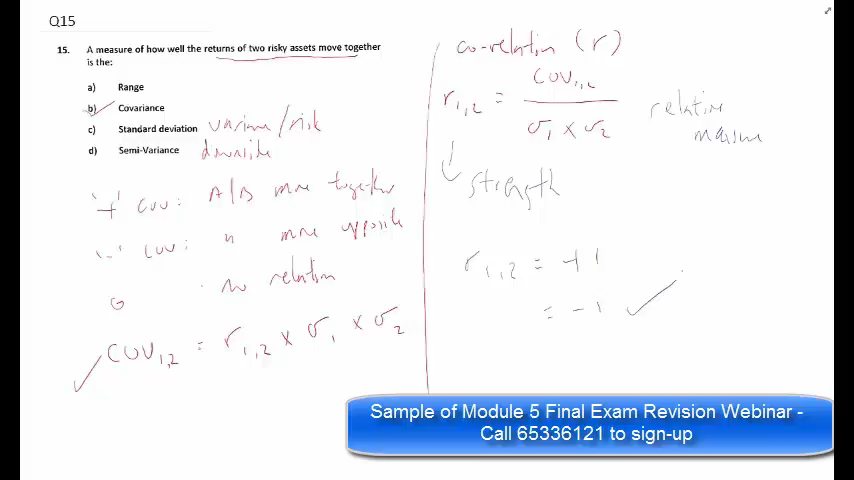 Q15
15. A measure of how well the returns of two risky assets move together
is the:
a) Range
b) Covariance
c) Standard deviation variance/risk
d) Semi-Variance downside
'+' cov: A/B move together
'-' cov: " move opposite
0 no relation
COV1,2 = r1,2 x σ1 x σ2
co-relation (r)
r1,2 = COV1,2
σ1 x σ2
relative
measure
strength
r1,2 = +1
= -1
Sample of Module 5 Final Exam Revision Webinar -
Call 65336121 to sign-up